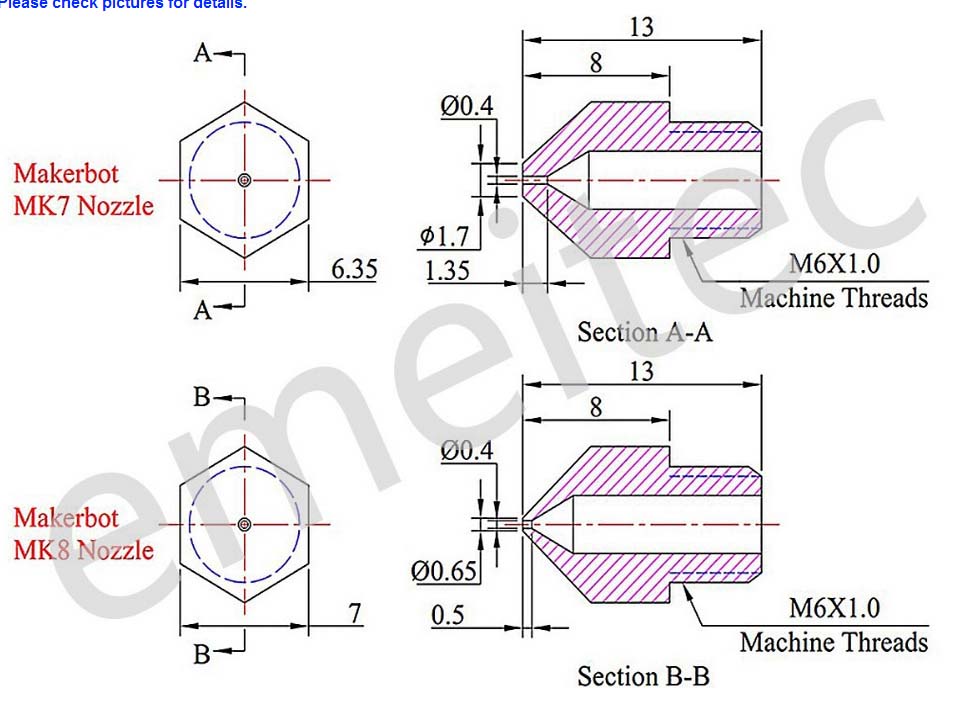 Please check pictures for details.
A
13
8
Ø0.4
Makerbot
MK7 Nozzle
ϕ1.7
6.35
1.35
M6X1.0
Machine Threads
A
Section A-A
emeitec
B
13
8
Ø0.4
Makerbot
MK8 Nozzle
Ø0.65
7
0.5
M6X1.0
Machine Threads
B
Section B-B